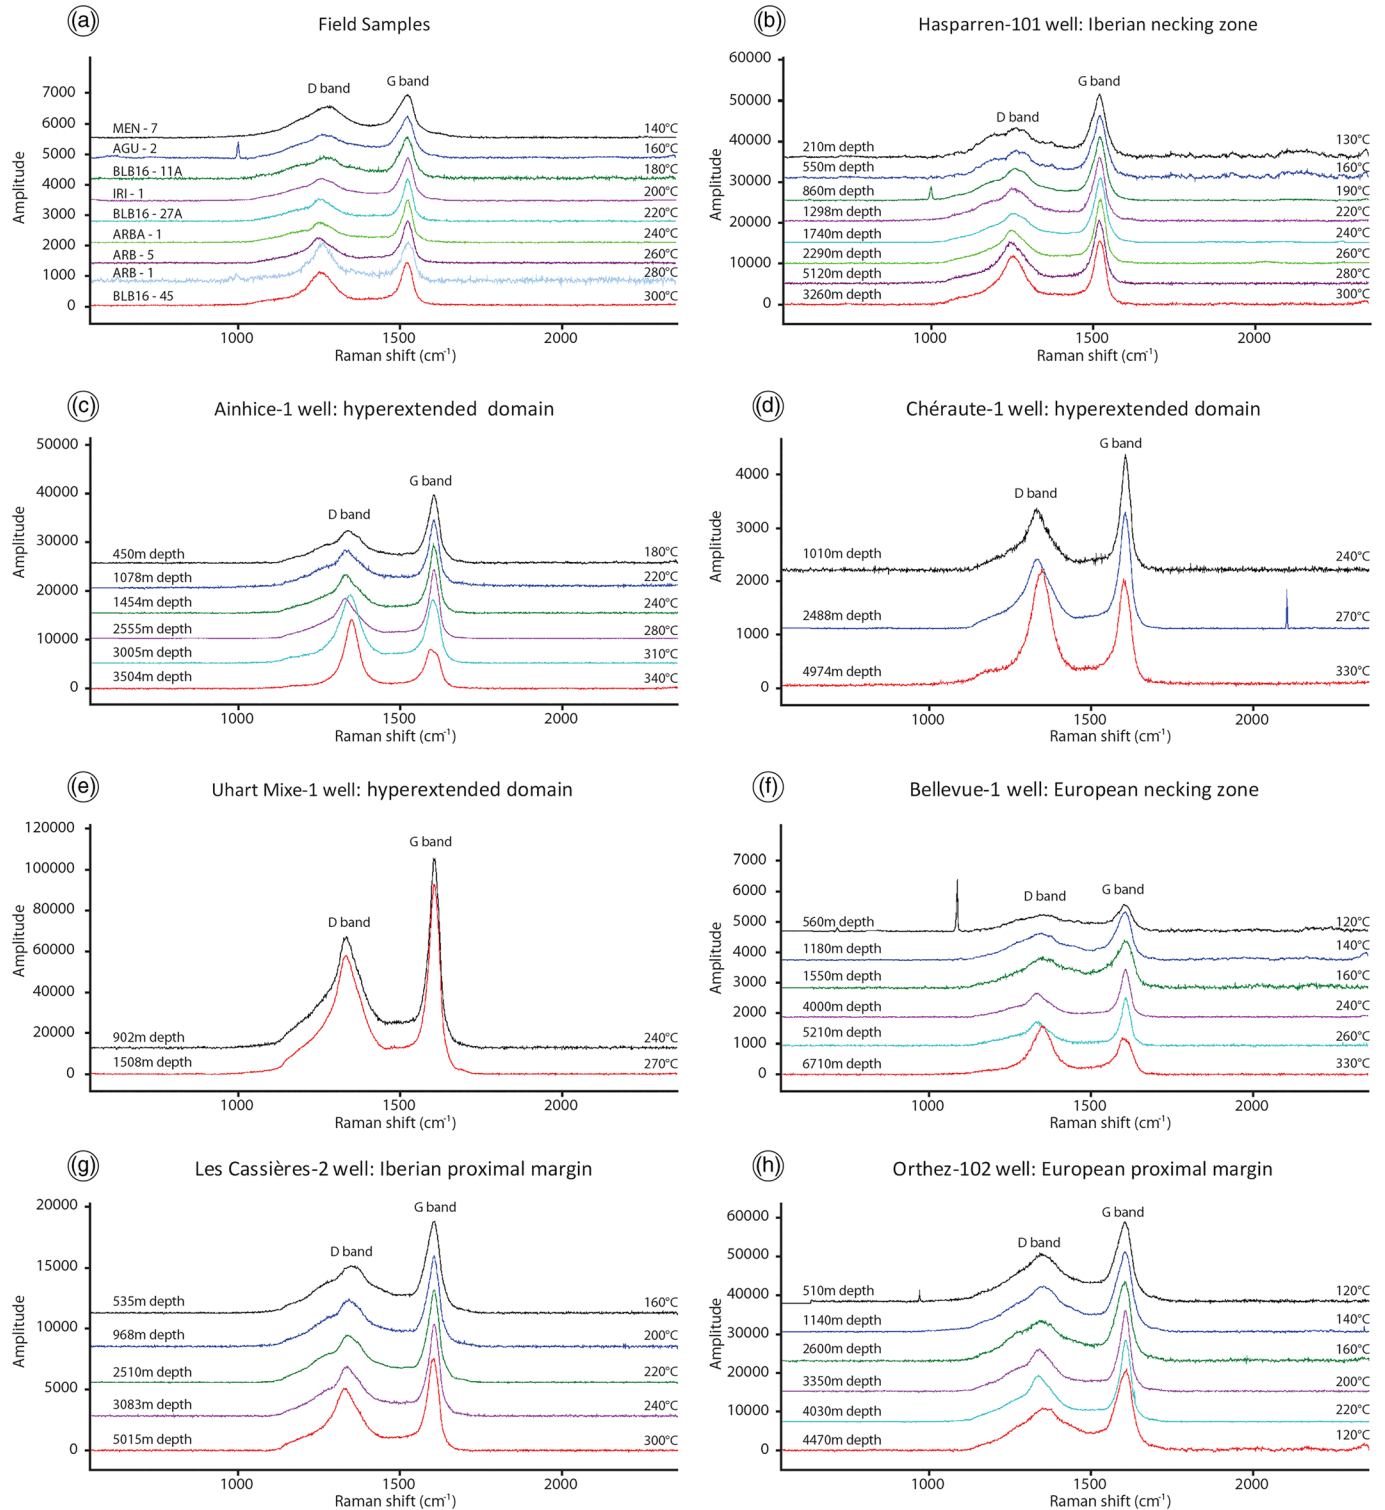 (a) Field Samples
Amplitude
7000
6000
5000
4000
3000
2000
1000
0
D band
G band
MEN - 7 140°C
AGU - 2 160°C
BLB16 - 11A 180°C
IRI - 1 200°C
BLB16 - 27A 220°C
ARBA - 1 240°C
ARB - 5 260°C
ARB - 1 280°C
BLB16 - 45 300°C
1000 1500 2000
Raman shift (cm⁻¹)
(b) Hasparren-101 well: Iberian necking zone
Amplitude
60000
50000
40000
30000
20000
10000
0
G band
D band
210m depth 130°C
550m depth 160°C
860m depth 190°C
1298m depth 220°C
1740m depth 240°C
2290m depth 260°C
5120m depth 280°C
3260m depth 300°C
1000 1500 2000
Raman shift (cm⁻¹)
(c) Ainhice-1 well: hyperextended domain
Amplitude
50000
40000
30000
20000
10000
0
G band
D band
450m depth 180°C
1078m depth 220°C
1454m depth 240°C
2555m depth 280°C
3005m depth 310°C
3504m depth 340°C
1000 1500 2000
Raman shift (cm⁻¹)
(d) Chéraute-1 well: hyperextended domain
Amplitude
4000
3000
2000
1000
0
G band
D band
1010m depth 240°C
2488m depth 270°C
4974m depth 330°C
1000 1500 2000
Raman shift (cm⁻¹)
(e) Uhart Mixe-1 well: hyperextended domain
Amplitude
120000
100000
80000
60000
40000
20000
0
G band
D band
902m depth 240°C
1508m depth 270°C
1000 1500 2000
Raman shift (cm⁻¹)
(f) Bellevue-1 well: European necking zone
Amplitude
7000
6000
5000
4000
3000
2000
1000
0
G band
D band
560m depth 120°C
1180m depth 140°C
1550m depth 160°C
4000m depth 240°C
5210m depth 260°C
6710m depth 330°C
1000 1500 2000
Raman shift (cm⁻¹)
(g) Les Cassières-2 well: Iberian proximal margin
Amplitude
20000
15000
10000
5000
0
G band
D band
535m depth 160°C
968m depth 200°C
2510m depth 220°C
3083m depth 240°C
5015m depth 300°C
1000 1500 2000
Raman shift (cm⁻¹)
(h) Orthez-102 well: European proximal margin
Amplitude
60000
50000
40000
30000
20000
10000
0
G band
D band
510m depth 120°C
1140m depth 140°C
2600m depth 160°C
3350m depth 200°C
4030m depth 220°C
4470m depth 120°C
1000 1500 2000
Raman shift (cm⁻¹)